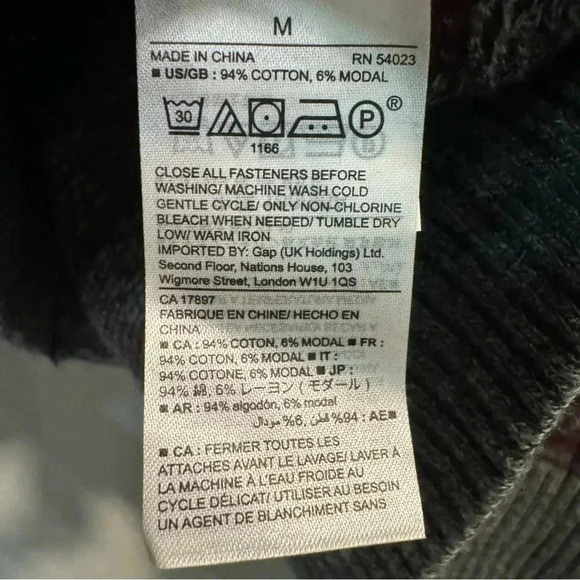 M
MADE IN CHINA RN 54023
■ US/GB : 94% COTTON, 6% MODAL
30 P ®
1166
CLOSE ALL FASTENERS BEFORE
WASHING/ MACHINE WASH COLD
GENTLE CYCLE/ ONLY NON-CHLORINE
BLEACH WHEN NEEDED/ TUMBLE DRY
LOW/ WARM IRON
IMPORTED BY: Gap (UK Holdings) Ltd.
Second Floor, Nations House, 103
Wigmore Street, London W1U 1QS
CA 17897
FABRIQUE EN CHINE/ HECHO EN
CHINA
■ CA : 94% COTON, 6% MODAL ■ FR :
94% COTON, 6% MODAL ■ IT :
94% COTONE, 6% MODAL ■ JP :
94% 綿, 6% レーヨン ( モダール )
■ AR : 94% algodón, 6% modal
■AE : 94% قطن, 6% مودال
■ CA : FERMER TOUTES LES
ATTACHES AVANT LE LAVAGE/ LAVER À
LA MACHINE À L'EAU FROIDE AU
CYCLE DÉLICAT/ UTILISER AU BESOIN
UN AGENT DE BLANCHIMENT SANS